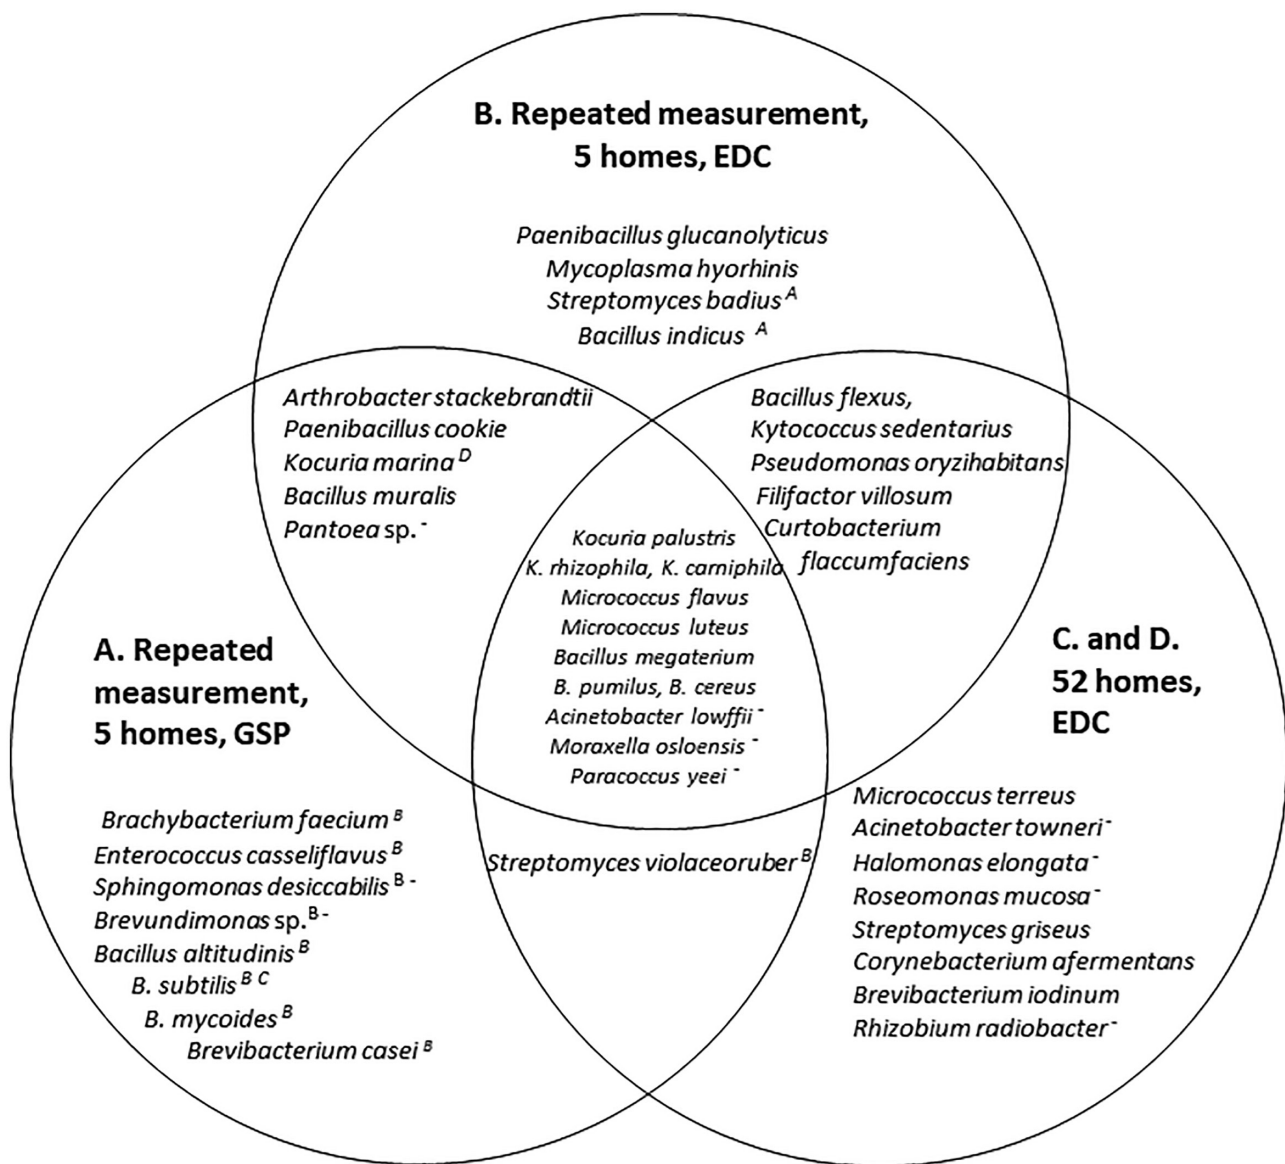 B. Repeated measurement,
5 homes, EDC
Paenibacillus glucanolyticus
Mycoplasma hyorhinis
Streptomyces badius A
Bacillus indicus A
Arthrobacter stackebrandtii
Paenibacillus cookie
Kocuria marina D
Bacillus muralis
Pantoea sp. -
Bacillus flexus,
Kytococcus sedentarius
Pseudomonas oryzihabitans
Filifactor villosum
Curtobacterium
flaccumfaciens
Kocuria palustris
K. rhizophila, K. carniphila
Micrococcus flavus
Micrococcus luteus
Bacillus megaterium
B. pumilus, B. cereus
Acinetobacter lowffii -
Moraxella osloensis -
Paracoccus yeei -
A. Repeated
measurement,
5 homes, GSP
Brachybacterium faecium B
Enterococcus casseliflavus B
Sphingomonas desiccabilis B -
Brevundimonas sp. B -
Bacillus altitudinis B
B. subtilis B C
B. mycoides B
Brevibacterium casei B
Streptomyces violaceoruber B
C. and D.
52 homes,
EDC
Micrococcus terreus
Acinetobacter towneri -
Halomonas elongata -
Roseomonas mucosa -
Streptomyces griseus
Corynebacterium afermentans
Brevibacterium iodinum
Rhizobium radiobacter -